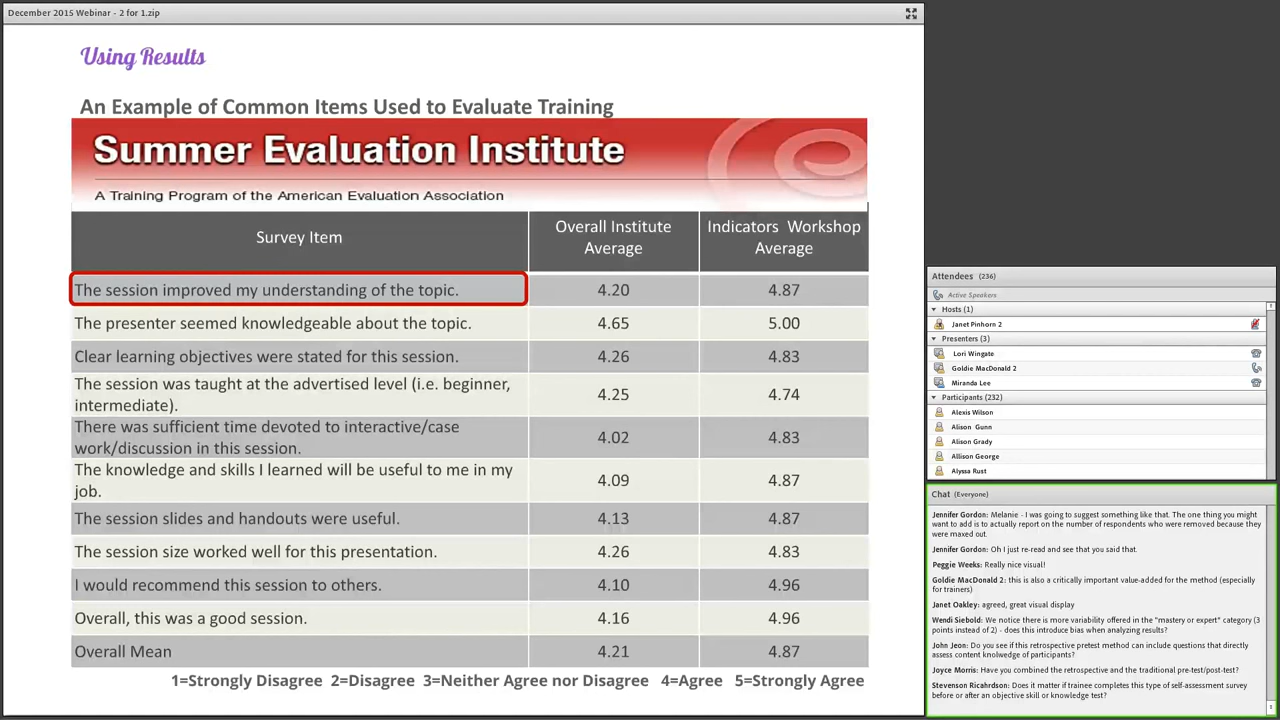 December 2015 Webinar - 2 for 1.zip
Using Results
An Example of Common Items Used to Evaluate Training
Summer Evaluation Institute
A Training Program of the American Evaluation Association
Survey Item
Overall Institute
Average
Indicators Workshop
Average
The session improved my understanding of the topic.
4.20
4.87
The presenter seemed knowledgeable about the topic.
4.65
5.00
Clear learning objectives were stated for this session.
4.26
4.83
The session was taught at the advertised level (i.e. beginner,
intermediate).
4.25
4.74
There was sufficient time devoted to interactive/case
work/discussion in this session.
4.02
4.83
The knowledge and skills I learned will be useful to me in my
job.
4.09
4.87
The session slides and handouts were useful.
4.13
4.87
The session size worked well for this presentation.
4.26
4.83
I would recommend this session to others.
4.10
4.96
Overall, this was a good session.
4.16
4.96
Overall Mean
4.21
4.87
1=Strongly Disagree 2=Disagree 3=Neither Agree nor Disagree 4=Agree 5=Strongly Agree
Attendees (236)
Active Speakers
Hosts (1)
Janet Pinhorn 2
Presenters (3)
Lori Wingate
Goldie MacDonald 2
Miranda Lee
Participants (232)
Alexis Wilson
Alison Gunn
Alison Grady
Allison George
Alyssa Rust
Chat (Everyone)
Jennifer Gordon: Melanie - I was going to suggest something like that. The one thing you might
want to add is to actually report on the number of respondents who were removed because they
were maxed out.
Jennifer Gordon: Oh I just re-read and see that you said that.
Peggie Weeks: Really nice visual!
Goldie MacDonald 2: this is also a critically important value-added for the method (especially
for trainers)
Janet Oakley: agreed, great visual display
Wendi Siebold: We notice there is more variability offered in the "mastery or expert" category (3
points instead of 2) - does this introduce bias when analyzing results?
John Jeon: Do you see if this retrospective pretest method can include questions that directly
assess content knolwedge of participants?
Joyce Morris: Have you combined the retrospective and the traditional pre-test/post-test?
Stevenson Ricahrdson: Does it matter if trainee completes this type of self-assessment survey
before or after an objective skill or knowledge test?